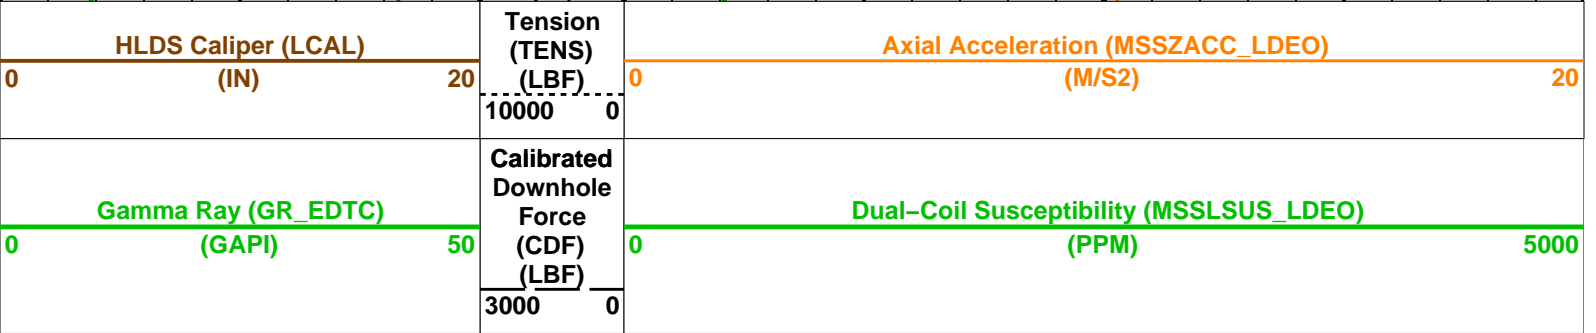 HLDS Caliper (LCAL)
0 (IN) 20
Tension
(TENS)
(LBF)
10000 0
Axial Acceleration (MSSZACC_LDEO)
0 (M/S2) 20
Gamma Ray (GR_EDTC)
0 (GAPI) 50
Calibrated
Downhole
Force
(CDF)
(LBF)
3000 0
Dual−Coil Susceptibility (MSSLSUS_LDEO)
0 (PPM) 5000